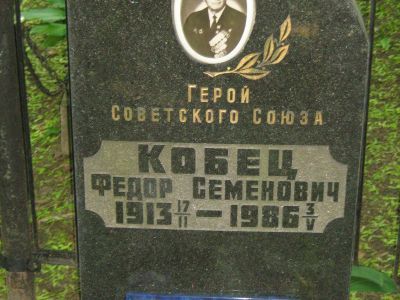 ГЕРОЙ
СОВЕТСКОГО СОЮЗА
КОБЕЦ
ФЕДОР СЕМЕНОВИЧ
1913 17/II — 1986 3/V